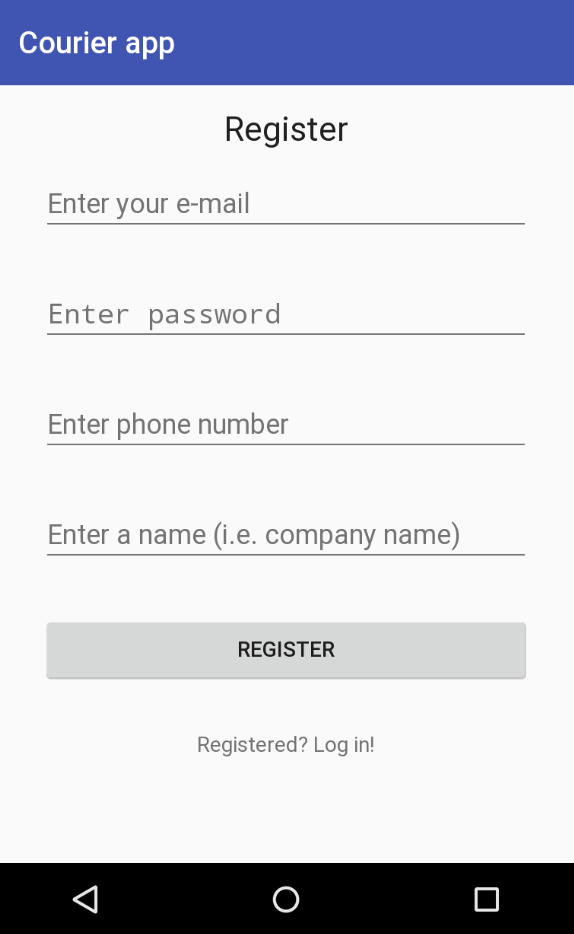 Courier app
Register
Enter your e-mail
Enter password
Enter phone number
Enter a name (i.e. company name)
REGISTER
Registered? Log in!